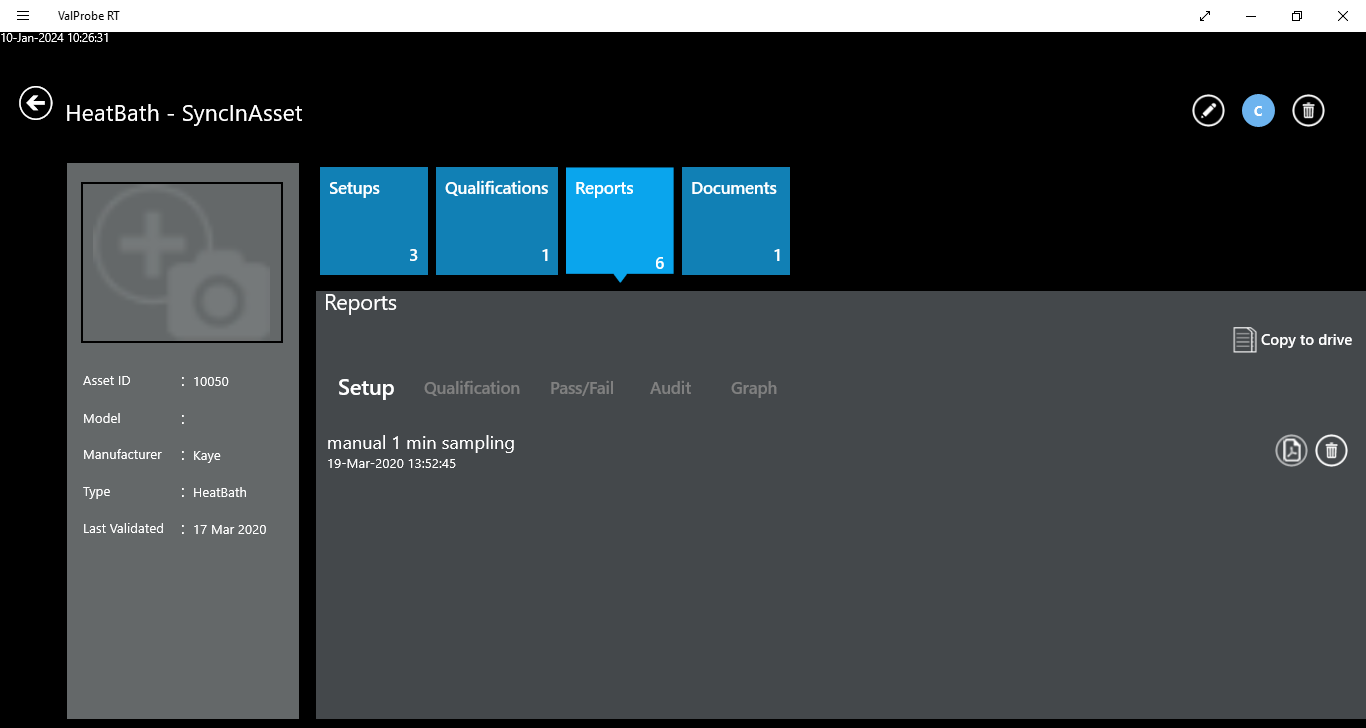 ValProbe RT
10-Jan-2024 10:26:31
HeatBath - SyncInAsset
C
Setups
3
Qualifications
1
Reports
6
Documents
1
Reports
Copy to drive
Setup Qualification Pass/Fail Audit Graph
manual 1 min sampling
19-Mar-2020 13:52:45
Asset ID : 10050
Model :
Manufacturer : Kaye
Type : HeatBath
Last Validated : 17 Mar 2020